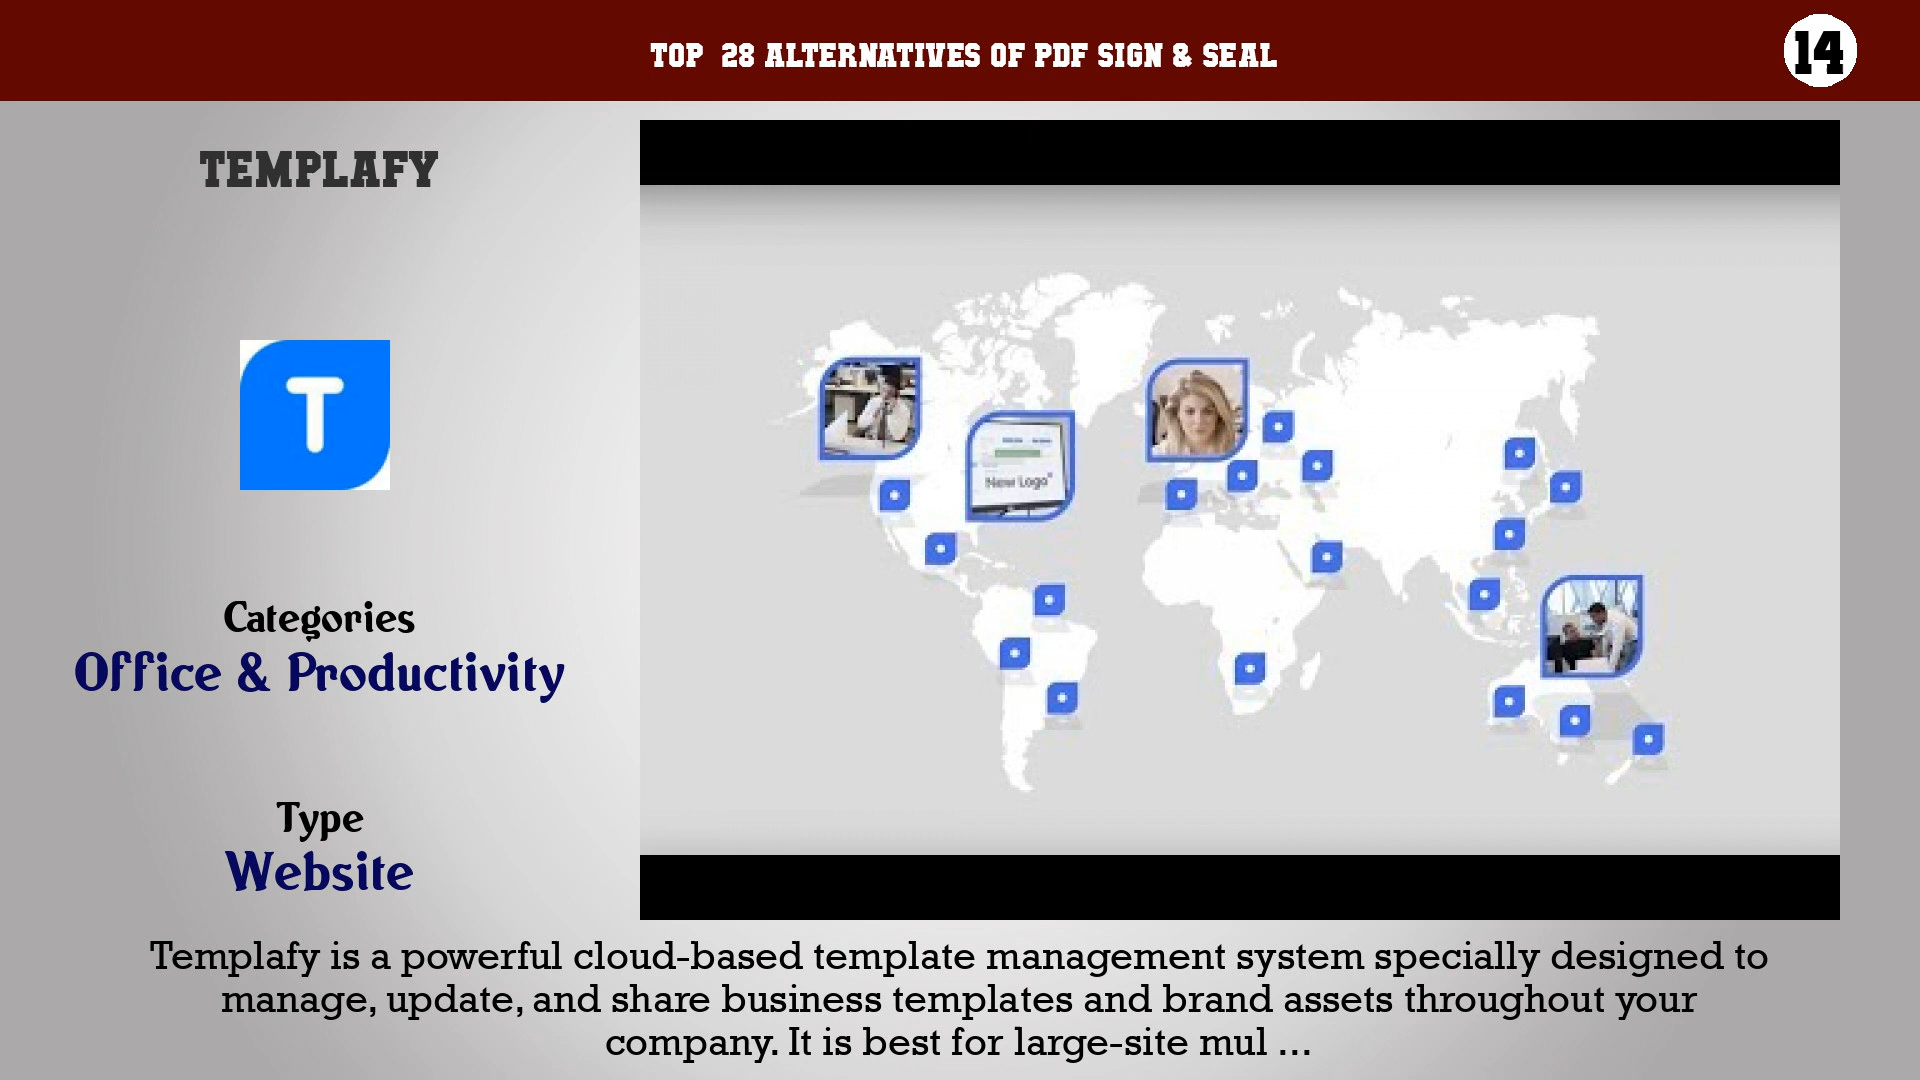 TOP 28 ALTERNATIVES OF PDF SIGN & SEAL
14
TEMPLAFY
T
New Logo
Categories
Office & Productivity
Type
Website
Templafy is a powerful cloud-based template management system specially designed to
manage, update, and share business templates and brand assets throughout your
company. It is best for large-site mul ...